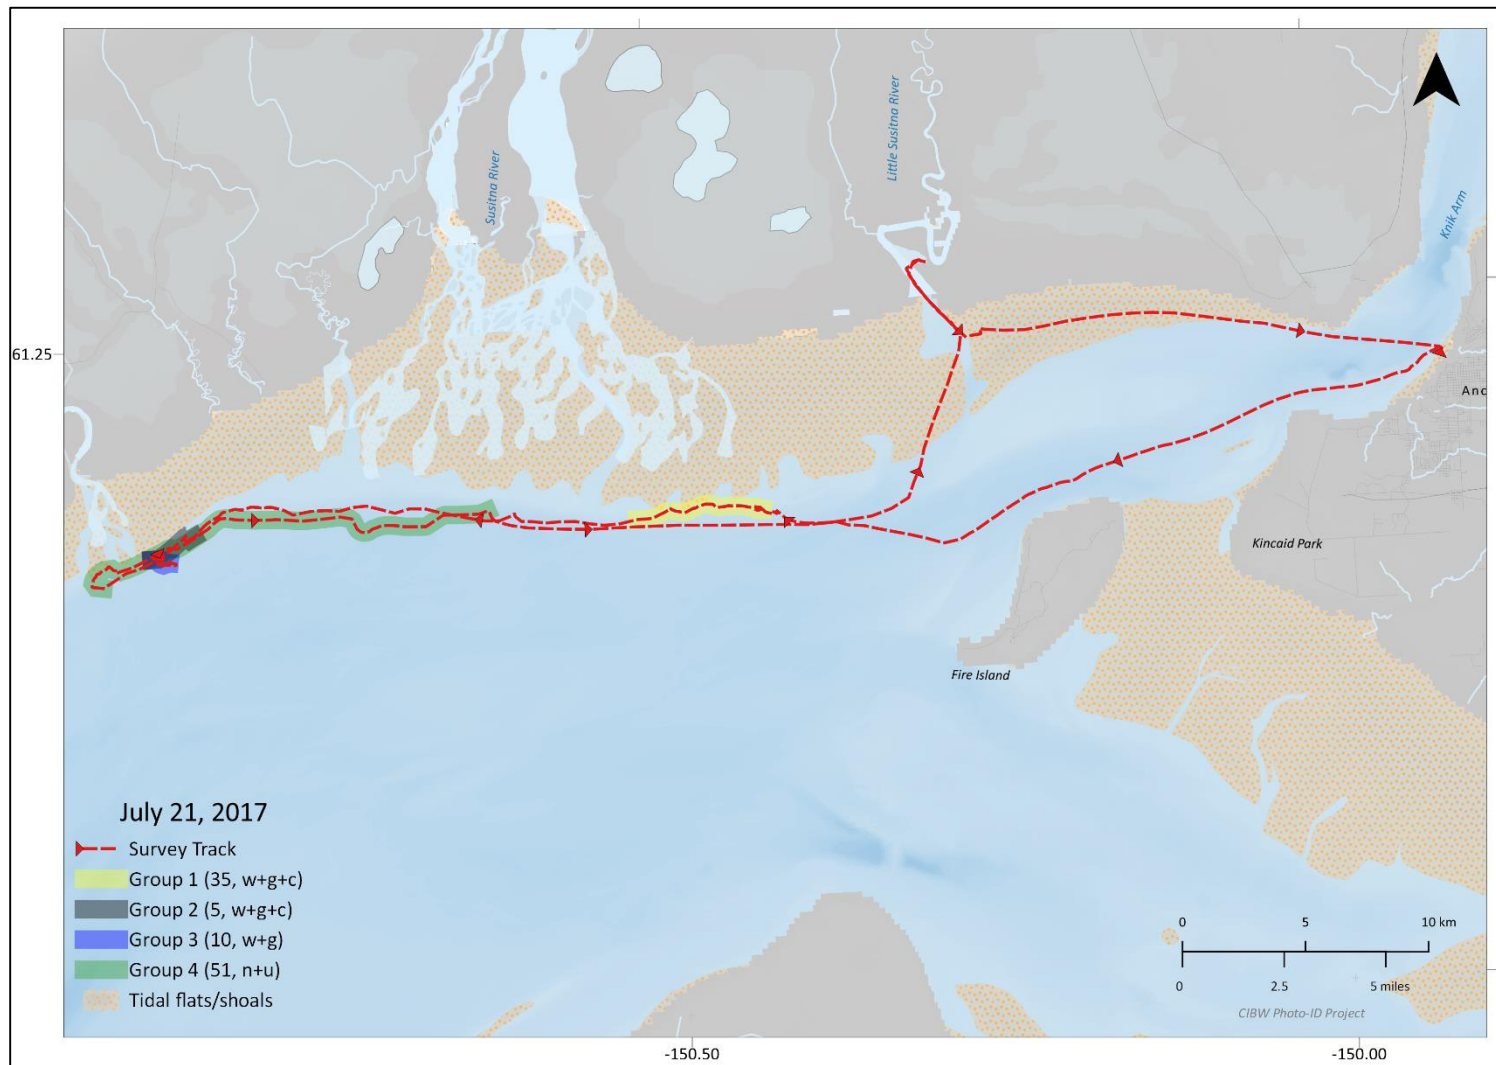 Susitna River
Little Susitna River
Knik Arm
61.25
Anc
Kincaid Park
Fire Island
July 21, 2017
Survey Track
Group 1 (35, w+g+c)
Group 2 (5, w+g+c)
Group 3 (10, w+g)
Group 4 (51, n+u)
Tidal flats/shoals
0 5 10 km
0 2.5 5 miles
CIBW Photo-ID Project
-150.50 -150.00